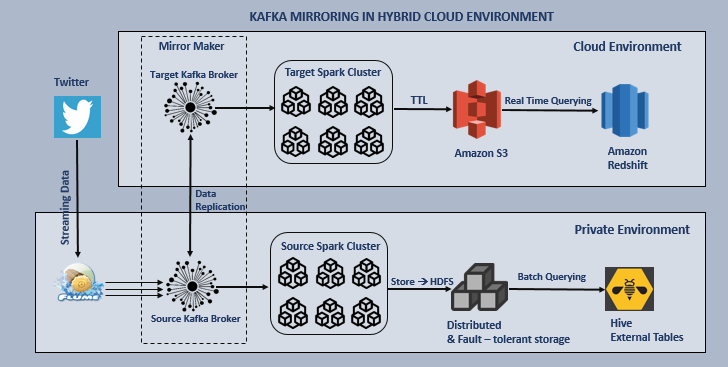 KAFKA MIRRORING IN HYBRID CLOUD ENVIRONMENT
Mirror Maker
Cloud Environment
Target Kafka Broker
Target Spark Cluster
Twitter
TTL
Real Time Querying
Amazon S3
Amazon
Redshift
Streaming Data
Data
Replication
Private Environment
Source Spark Cluster
Store → HDFS
Batch Querying
FLUME
Source Kafka Broker
Distributed
& Fault – tolerant storage
Hive
External Tables